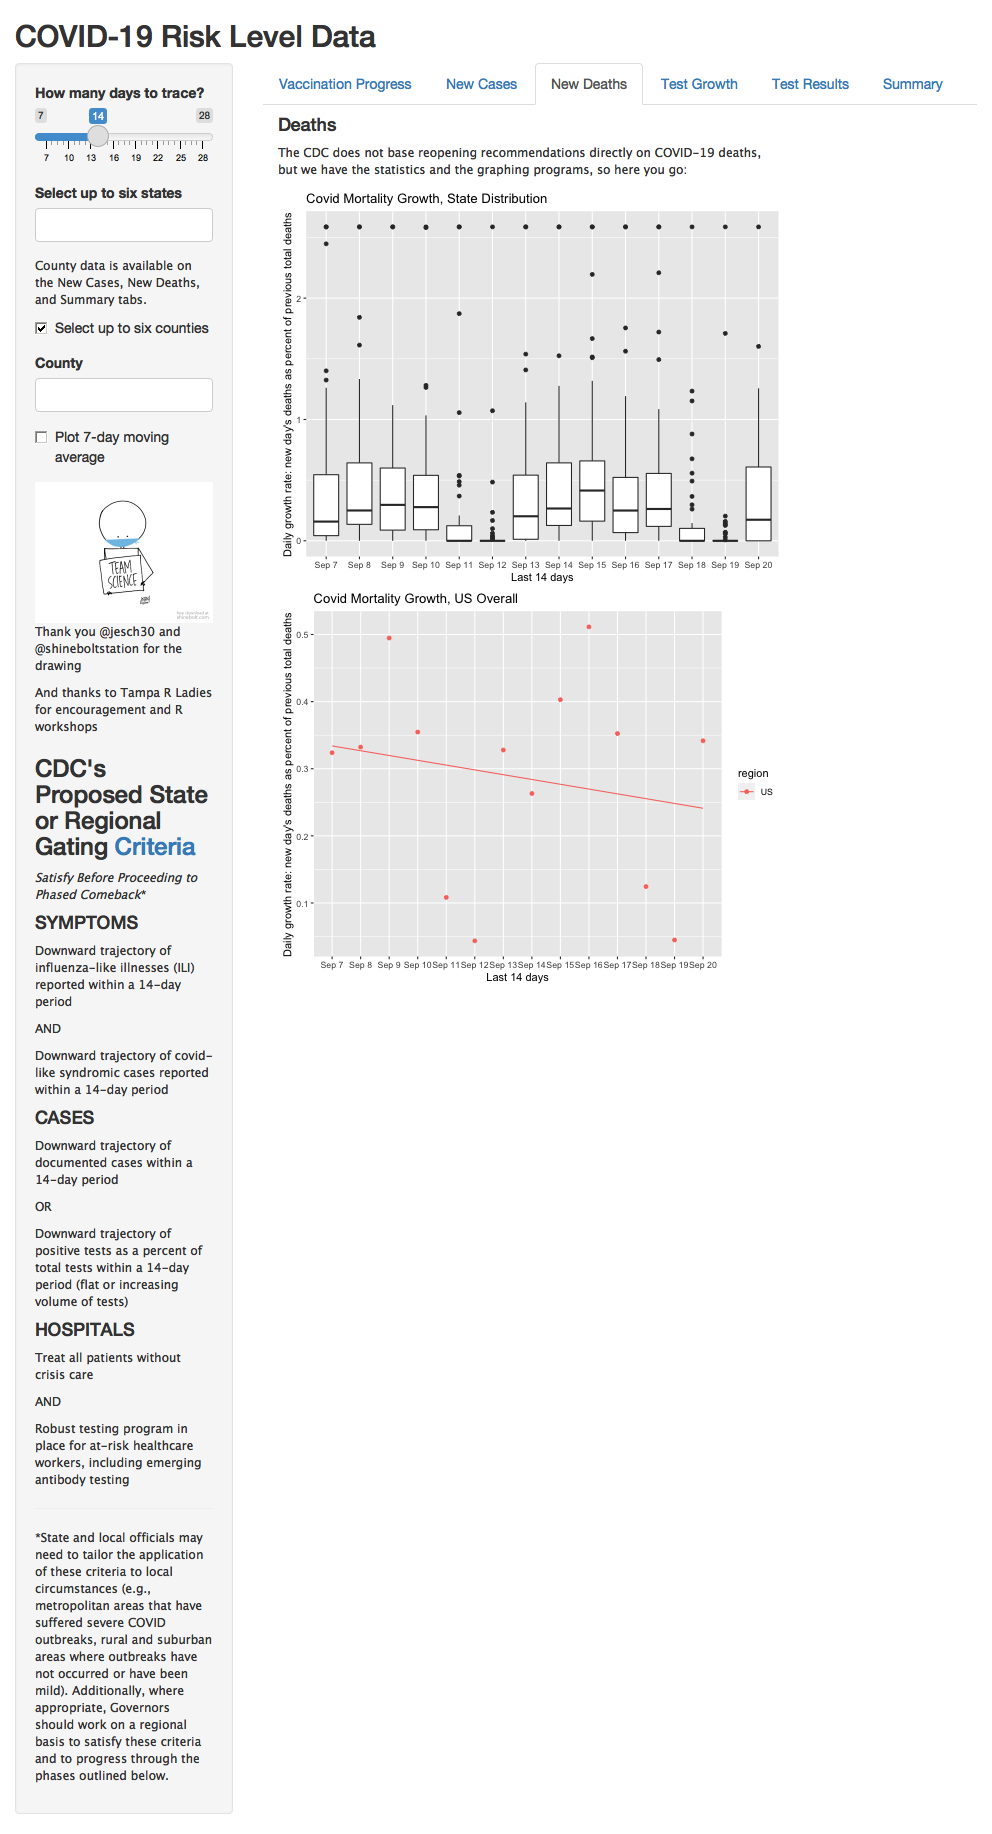 COVID-19 Risk Level Data
How many days to trace?
7
14
28
7 10 13 16 19 22 25 28
Select up to six states
County data is available on
the New Cases, New Deaths,
and Summary tabs.
Select up to six counties
County
Plot 7-day moving
average
TEAM
SCIENCE
free download at
shinebolt.com
Thank you @jesch30 and
@shineboltstation for the
drawing
And thanks to Tampa R Ladies
for encouragement and R
workshops
CDC's
Proposed State
or Regional
Gating Criteria
Satisfy Before Proceeding to
Phased Comeback*
SYMPTOMS
Downward trajectory of
influenza-like illnesses (ILI)
reported within a 14-day
period
AND
Downward trajectory of covid-
like syndromic cases reported
within a 14-day period
CASES
Downward trajectory of
documented cases within a
14-day period
OR
Downward trajectory of
positive tests as a percent of
total tests within a 14-day
period (flat or increasing
volume of tests)
HOSPITALS
Treat all patients without
crisis care
AND
Robust testing program in
place for at-risk healthcare
workers, including emerging
antibody testing
*State and local officials may
need to tailor the application
of these criteria to local
circumstances (e.g.,
metropolitan areas that have
suffered severe COVID
outbreaks, rural and suburban
areas where outbreaks have
not occurred or have been
mild). Additionally, where
appropriate, Governors
should work on a regional
basis to satisfy these criteria
and to progress through the
phases outlined below.
Vaccination Progress New Cases New Deaths Test Growth Test Results Summary
Deaths
The CDC does not base reopening recommendations directly on COVID-19 deaths,
but we have the statistics and the graphing programs, so here you go:
Covid Mortality Growth, State Distribution
Daily growth rate: new day's deaths as percent of previous total deaths
2
1
0
Sep 7 Sep 8 Sep 9 Sep 10 Sep 11 Sep 12 Sep 13 Sep 14 Sep 15 Sep 16 Sep 17 Sep 18 Sep 19 Sep 20
Last 14 days
Covid Mortality Growth, US Overall
Daily growth rate: new day's deaths as percent of previous total deaths
0.5
0.4
0.3
0.2
0.1
Sep 7 Sep 8 Sep 9 Sep 10 Sep 11 Sep 12 Sep 13 Sep 14 Sep 15 Sep 16 Sep 17 Sep 18 Sep 19 Sep 20
Last 14 days
region
US